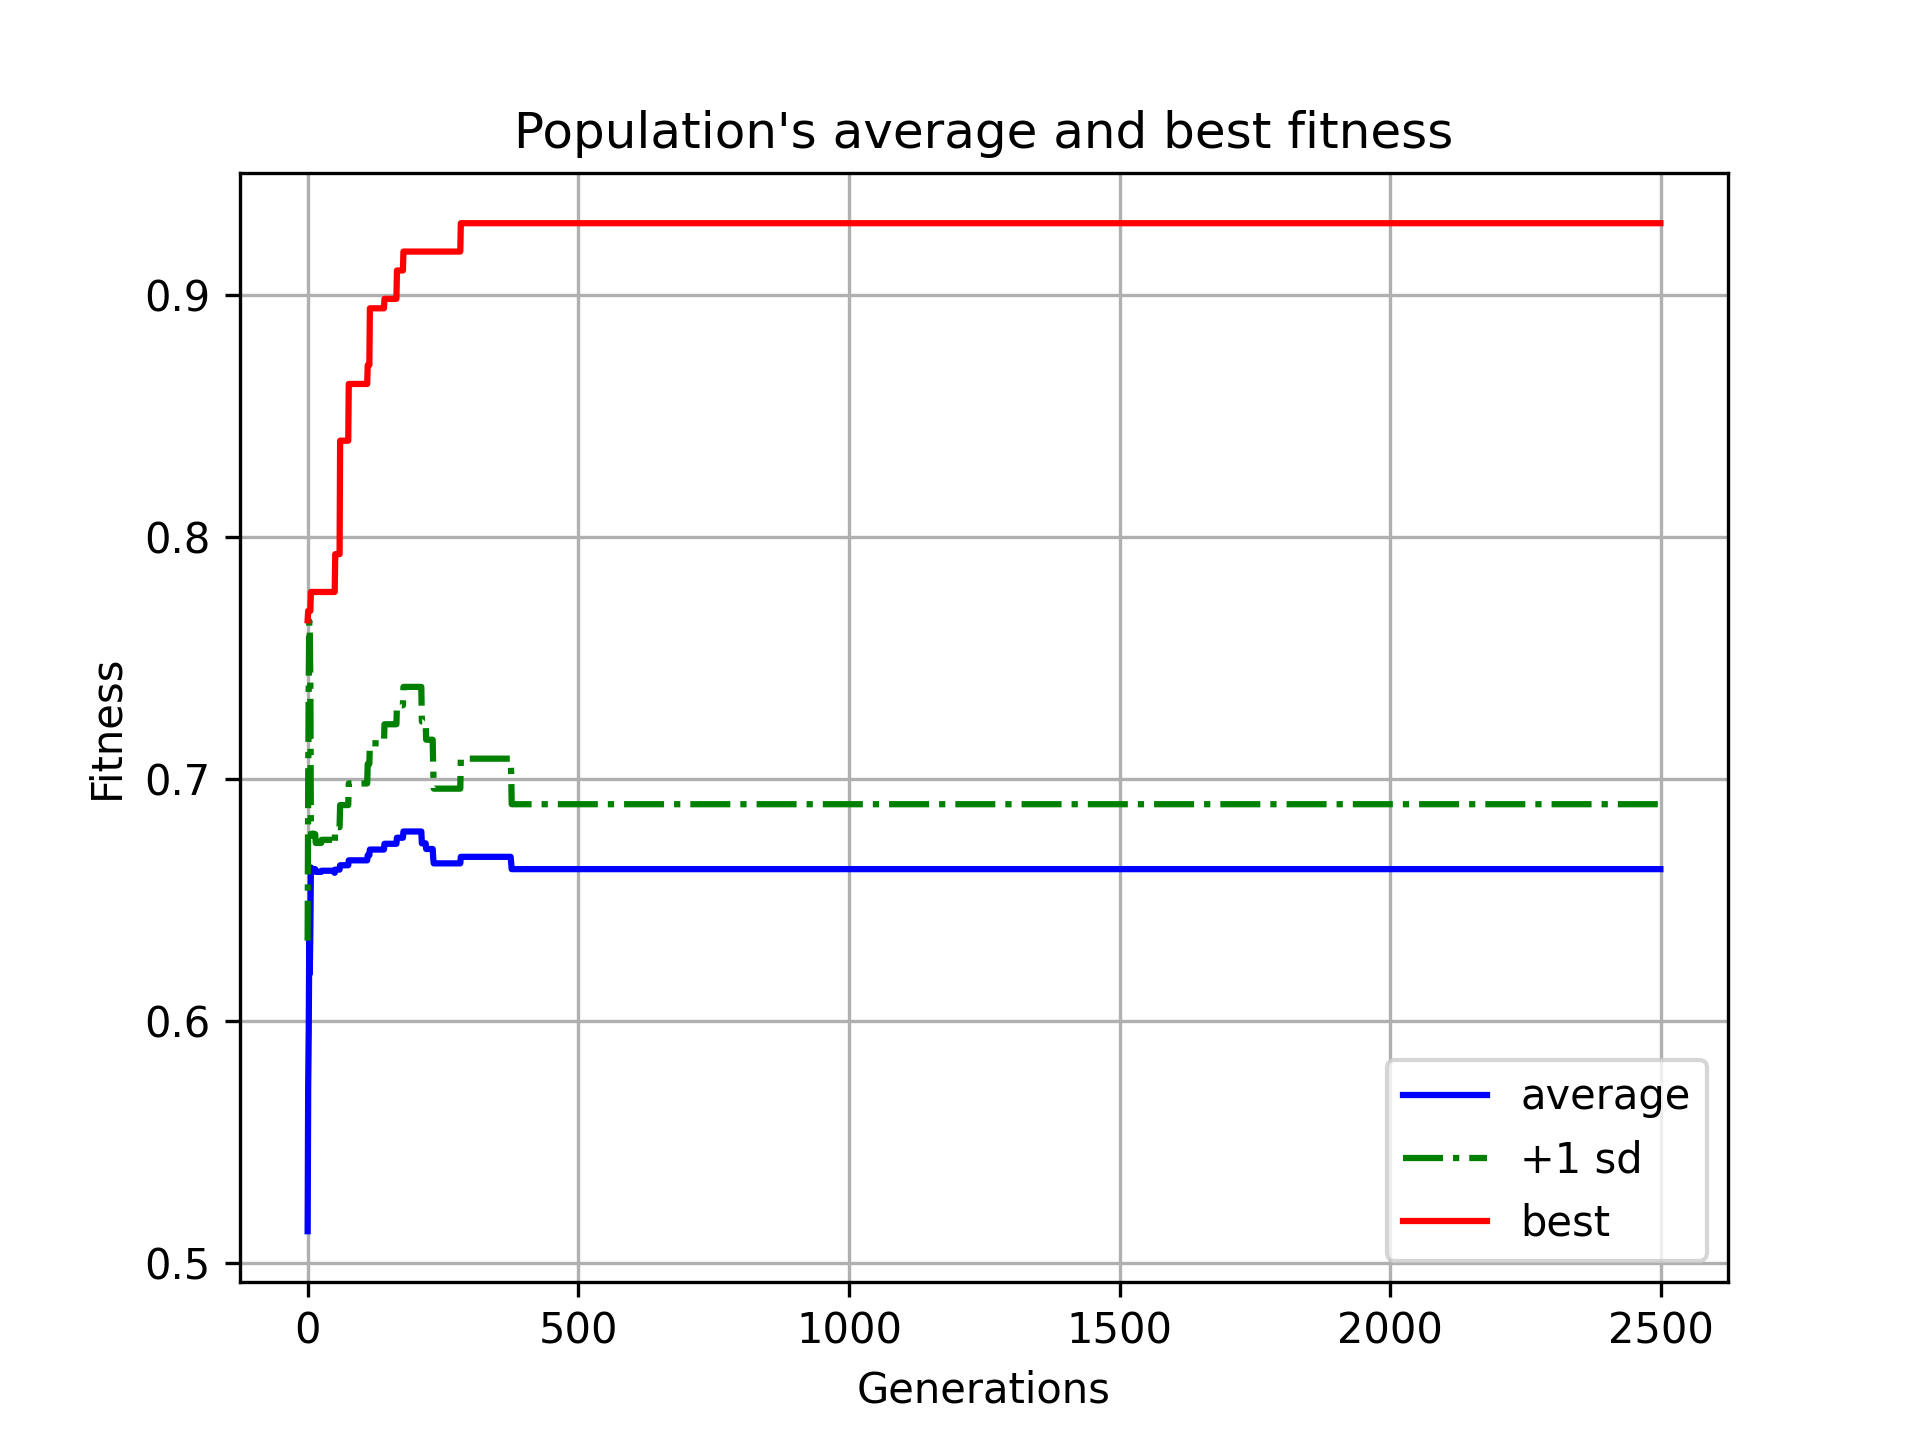 Population's average and best fitness
Fitness
0.9
0.8
0.7
0.6
0.5
average
+1 sd
best
0 500 1000 1500 2000 2500
Generations